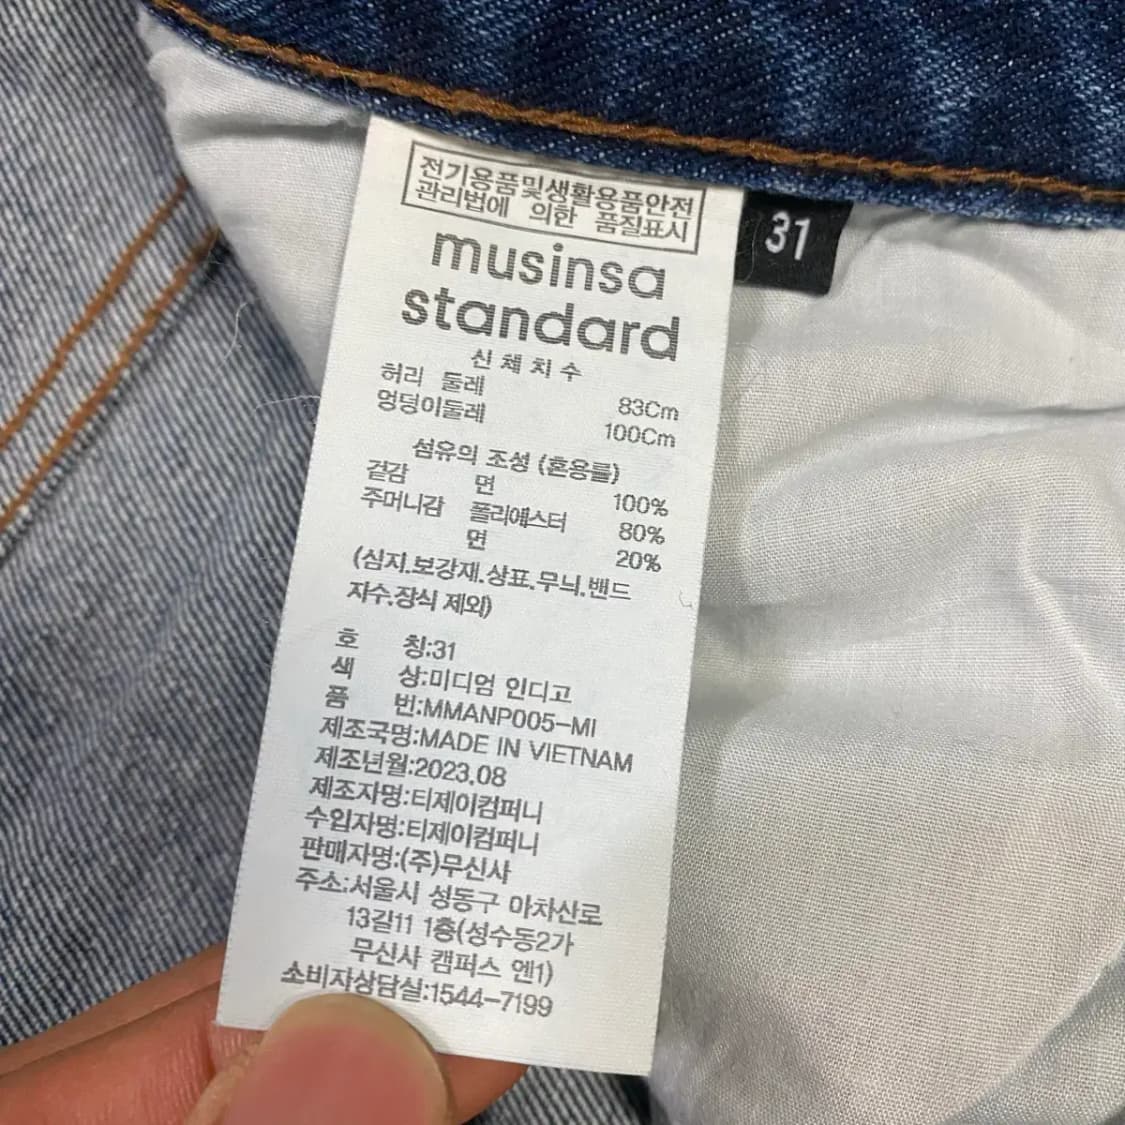 전기용품및생활용품안전
관리법에 의한 품질표시
31
musinsa
standard
신체치수
허리 둘레 83Cm
엉덩이둘레 100Cm
섬유의 조성 (혼용률)
겉감 면 100%
주머니감 폴리에스터 80%
면 20%
(심지.보강재.상표.무늬.밴드
자수.장식 제외)
호 칭:31
색 상:미디엄 인디고
품 번:MMANP005-MI
제조국명:MADE IN VIETNAM
제조년월:2023.08
제조자명:티제이컴퍼니
수입자명:티제이컴퍼니
판매자명:(주)무신사
주소:서울시 성동구 아차산로
13길11 1층(성수동2가
무신사 캠퍼스 엔1)
소비자상담실:1544-7199